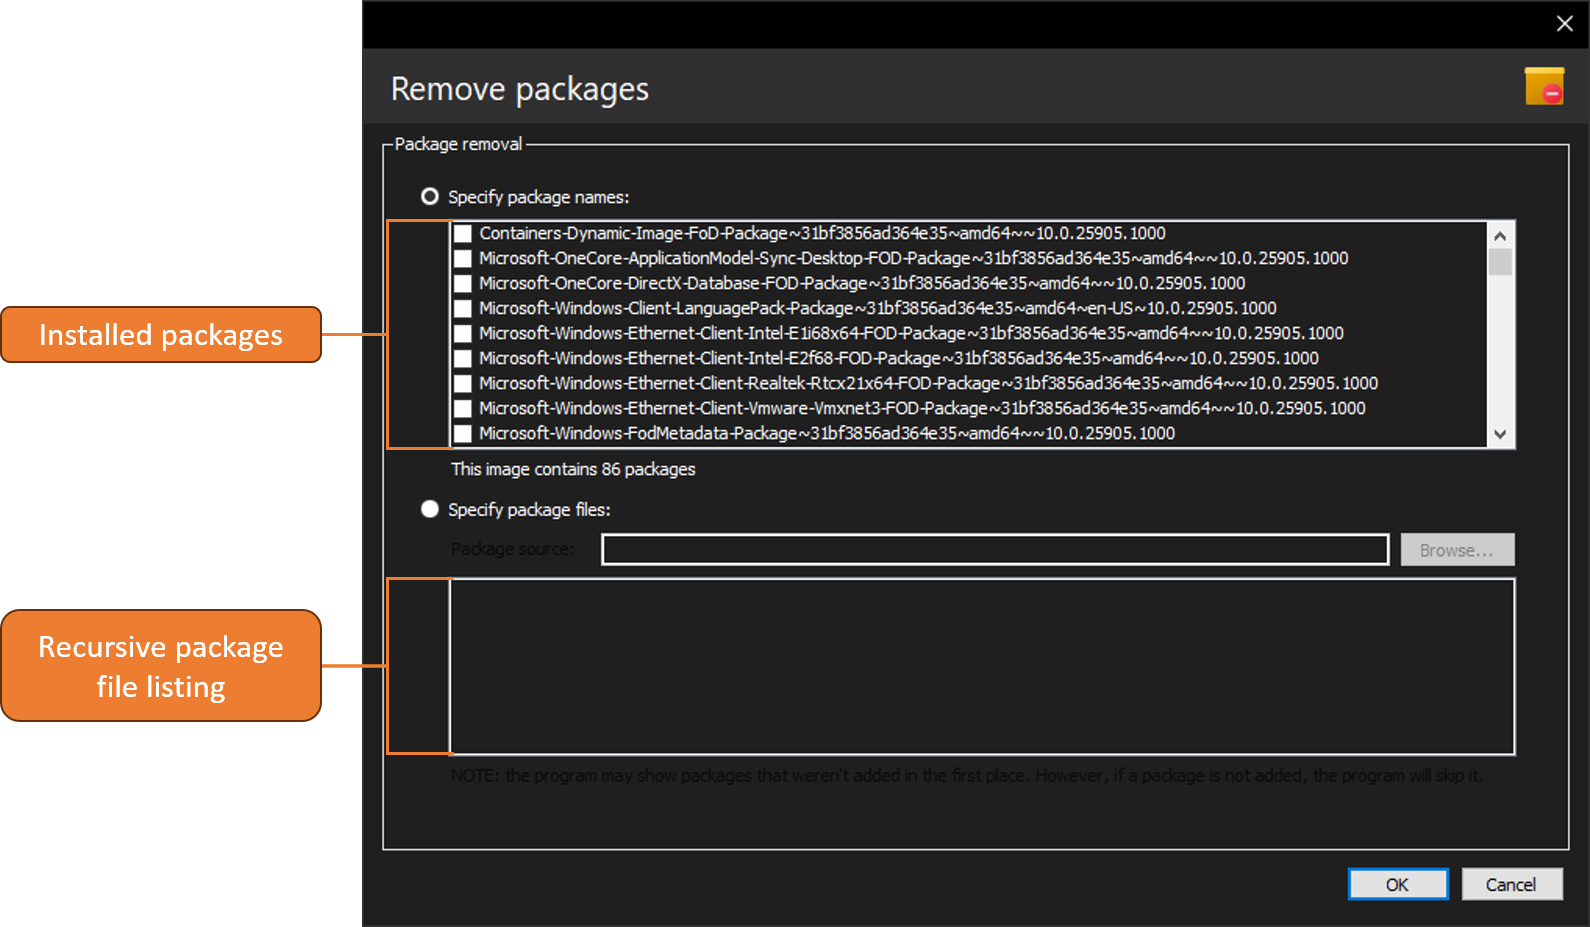 Remove packages
Package removal
Specify package names:
Containers-Dynamic-Image-FoD-Package~31bf3856ad364e35~amd64~~10.0.25905.1000
Microsoft-OneCore-ApplicationModel-Sync-Desktop-FOD-Package~31bf3856ad364e35~amd64~~10.0.25905.1000
Microsoft-OneCore-DirectX-Database-FOD-Package~31bf3856ad364e35~amd64~~10.0.25905.1000
Microsoft-Windows-Client-LanguagePack-Package~31bf3856ad364e35~amd64~en-US~10.0.25905.1000
Microsoft-Windows-Ethernet-Client-Intel-E1i68x64-FOD-Package~31bf3856ad364e35~amd64~~10.0.25905.1000
Microsoft-Windows-Ethernet-Client-Intel-E2f68-FOD-Package~31bf3856ad364e35~amd64~~10.0.25905.1000
Microsoft-Windows-Ethernet-Client-Realtek-Rtcx21x64-FOD-Package~31bf3856ad364e35~amd64~~10.0.25905.1000
Microsoft-Windows-Ethernet-Client-Vmware-Vmxnet3-FOD-Package~31bf3856ad364e35~amd64~~10.0.25905.1000
Microsoft-Windows-FodMetadata-Package~31bf3856ad364e35~amd64~~10.0.25905.1000
Installed packages
This image contains 86 packages
Specify package files:
Package source:
Browse...
Recursive package
file listing
NOTE: the program may show packages that weren't added in the first place. However, if a package is not added, the program will skip it.
OK
Cancel